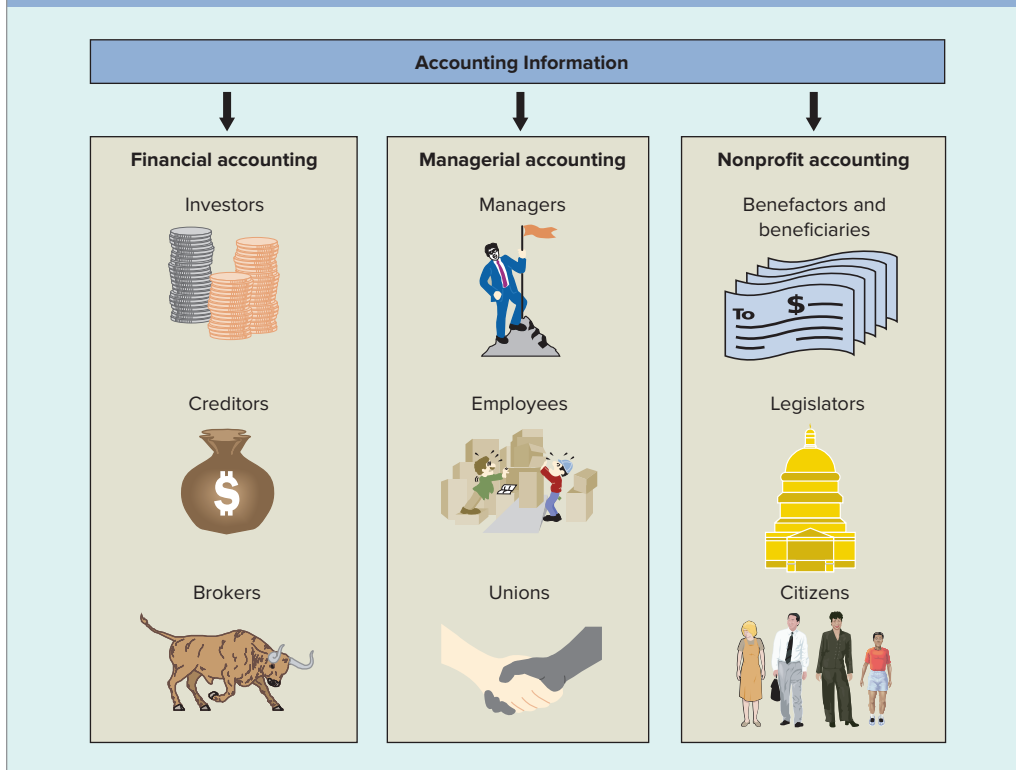 Accounting Information
Financial accounting
Investors
Creditors
$
Brokers
Managerial accounting
Managers
Employees
Unions
Nonprofit accounting
Benefactors and
beneficiaries
To $
Legislators
Citizens